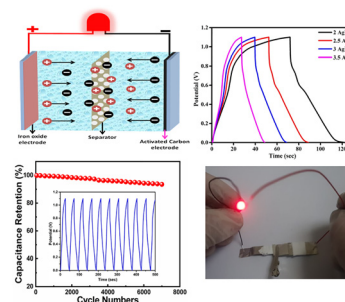 Iron oxide
electrode
Separator
Activated Carbon
electrode
Potential (V)
1.2
1.0
0.8
0.6
0.4
0.2
0.0
0 20 40 60 80 100 120
Time (sec)
2 Ag
2.5 A
3 Ag
3.5 A
Capacitance Retention (%)
100
80
60
40
20
0
0 2000 4000 6000 8000
Cycle Numbers
Potential (V)
Time (sec)